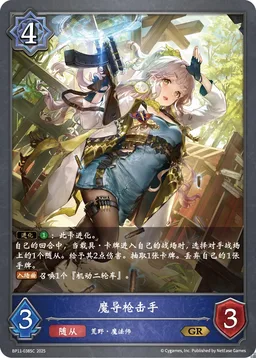 4
进化 1：此卡进化。
自己的回合中，当载具·卡牌进入自己的战场时，选择对手战场
上的1个随从。给予其2点伤害。抽取1张卡牌。丢弃自己的1张
手牌。
入场曲 召唤1个『机动二轮车』。
魔导枪击手
3
随从
荒野·魔法师
GR
3
BP11-038SC 2025
© Cygames, Inc. Published by NetEase Games